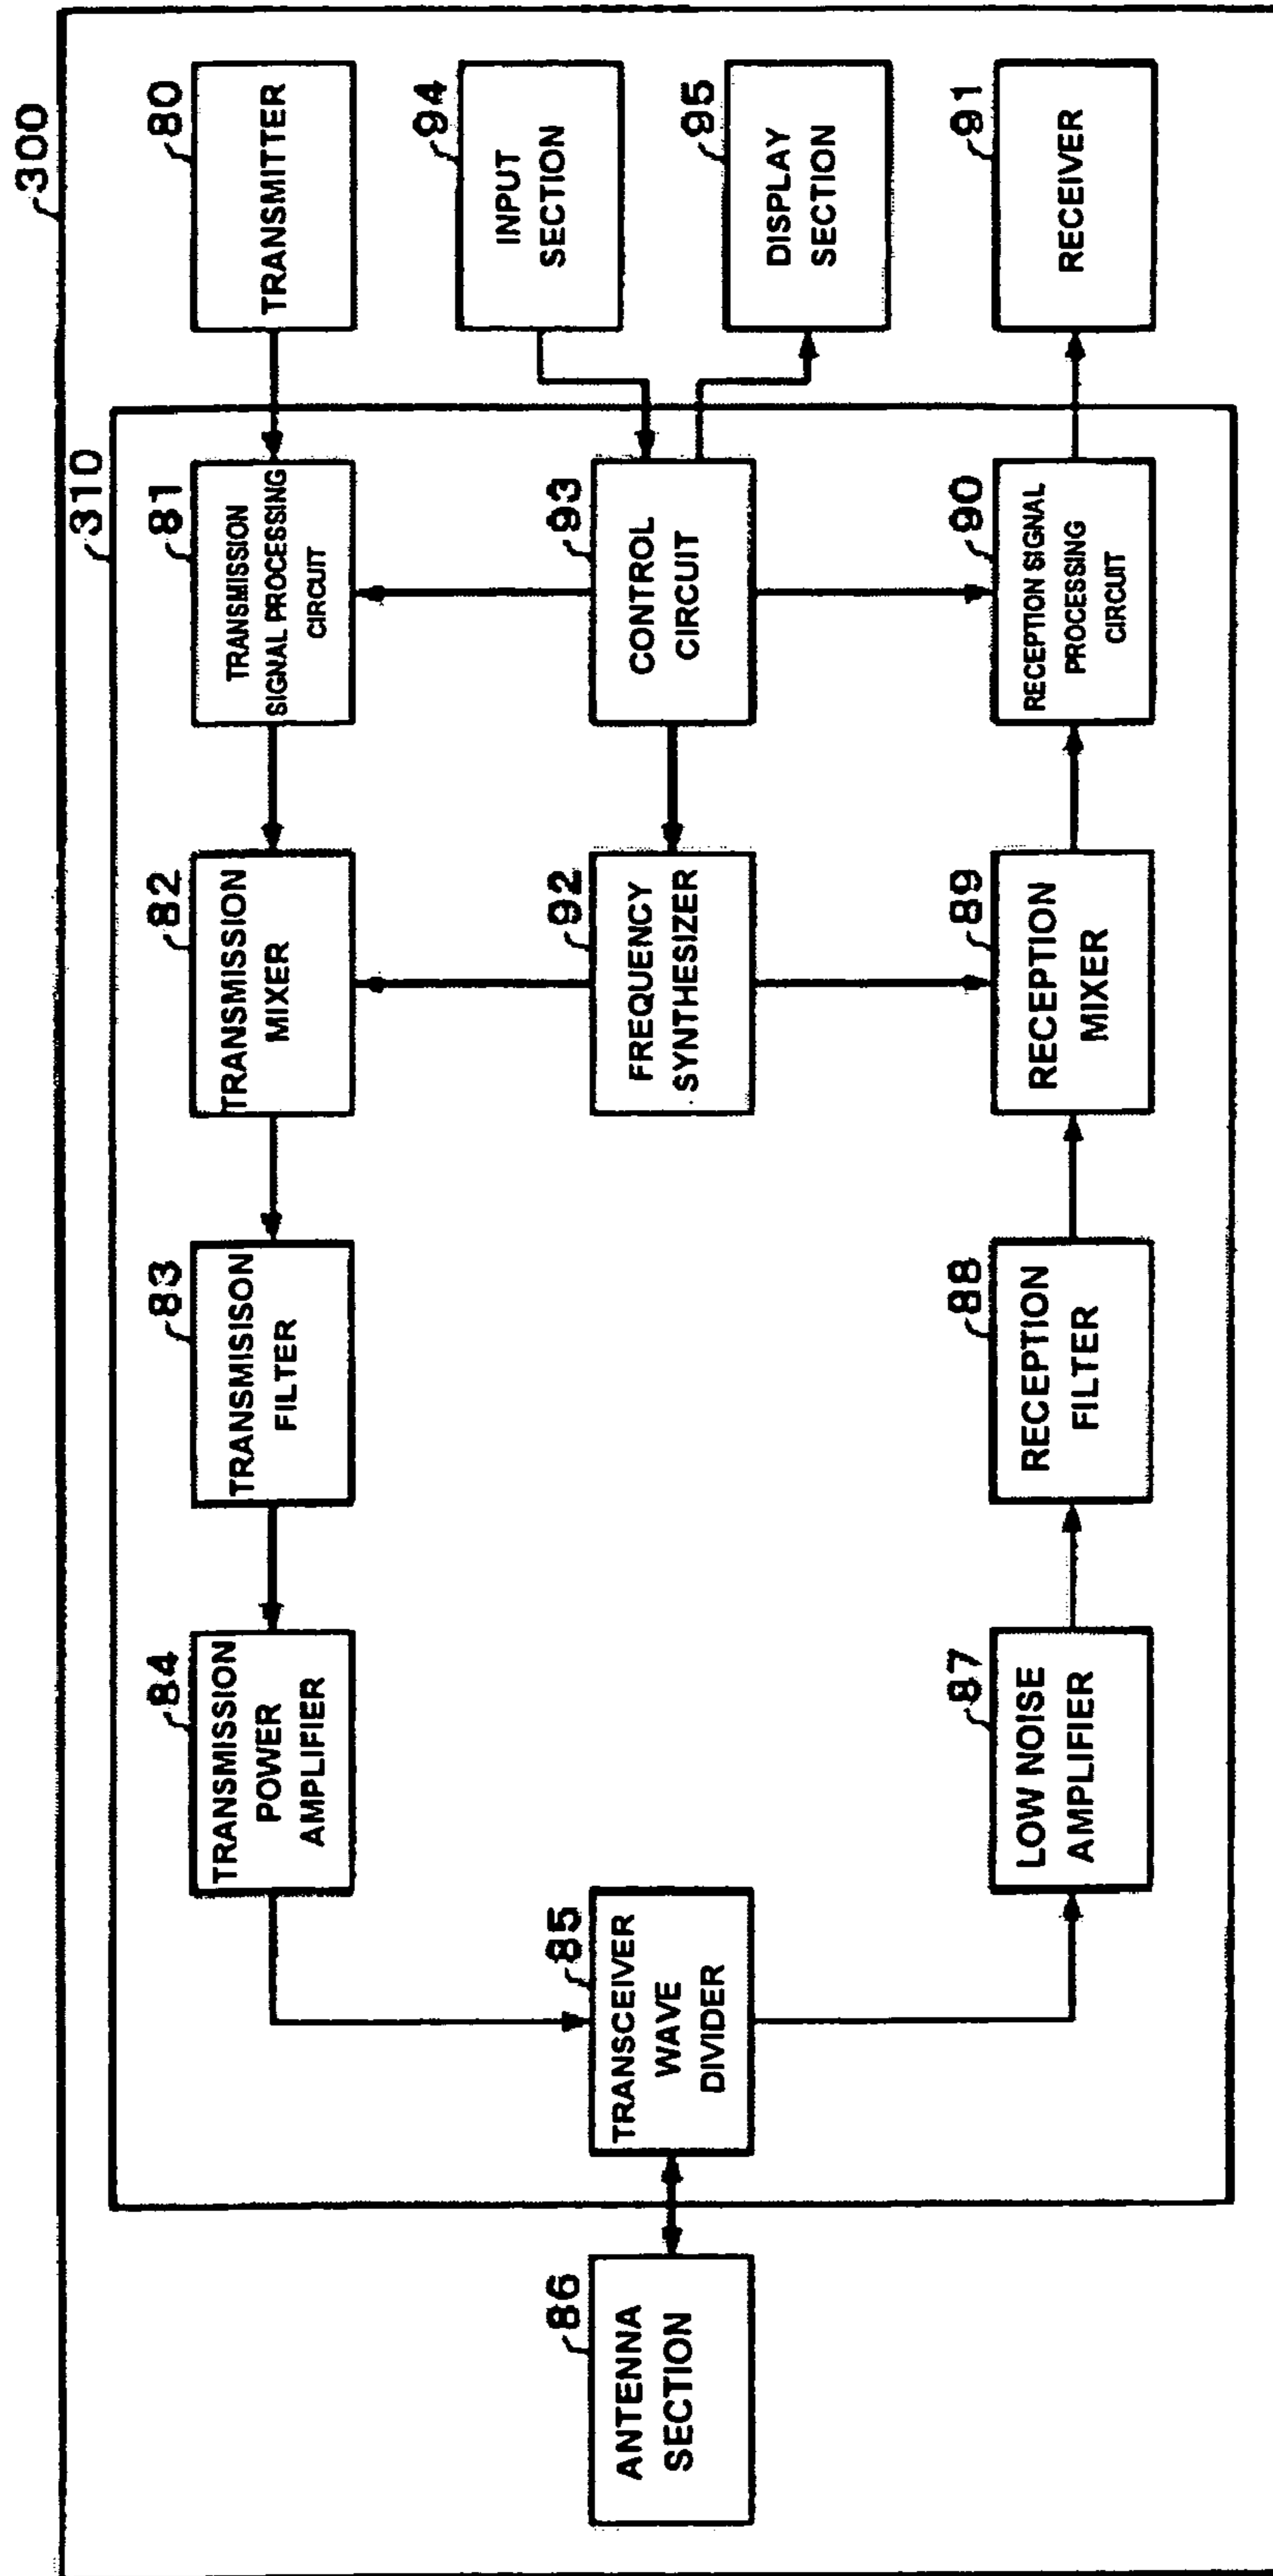 300
310
80
TRANSMITTER
81
TRANSMISSION
SIGNAL PROCESSING
CIRCUIT
82
TRANSMISSION
MIXER
83
TRANSMISISON
FILTER
84
TRANSMISSION
POWER
AMPLIFIER
85
TRANSCEIVER
WAVE
DIVIDER
86
ANTENNA
SECTION
94
INPUT
SECTION
93
CONTROL
CIRCUIT
92
FREQUENCY
SYNTHESIZER
95
DISPLAY
SECTION
91
RECEIVER
90
RECEPTION SIGNAL
PROCESSING
CIRCUIT
89
RECEPTION
MIXER
88
RECEPTION
FILTER
87
LOW NOISE
AMPLIFIER